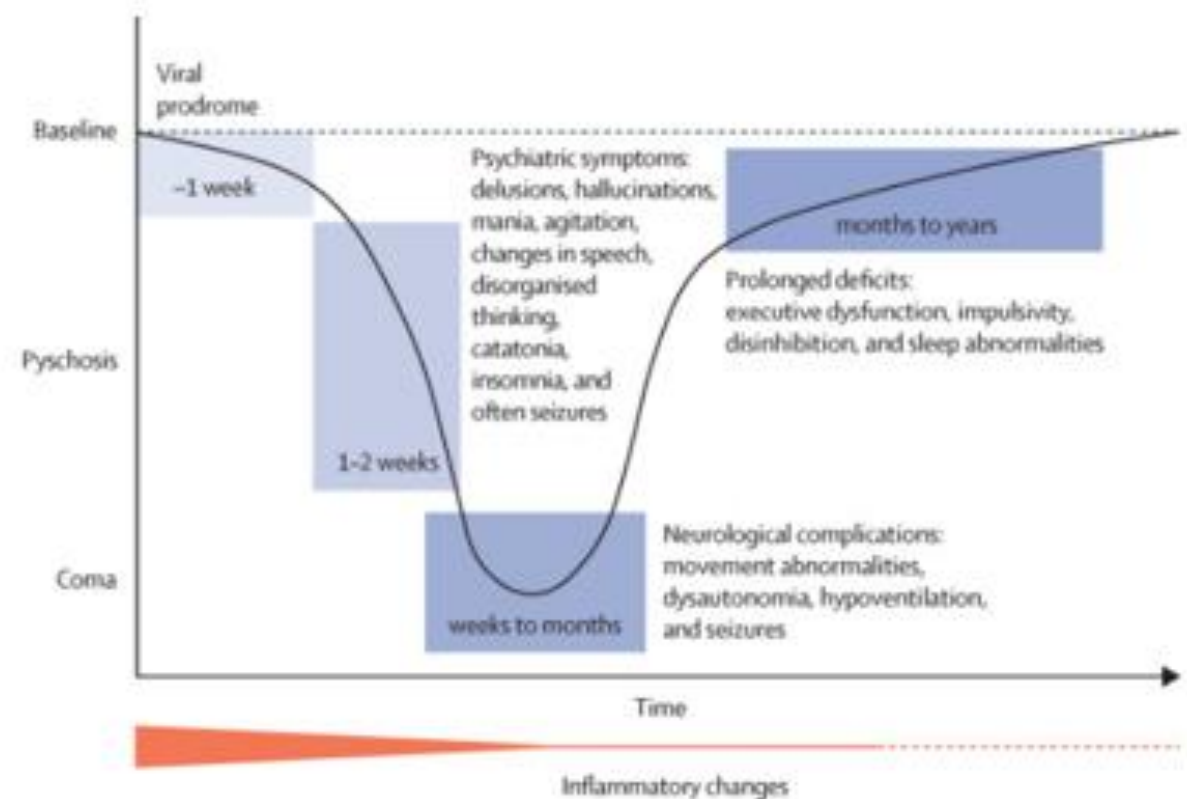 Viral
prodrome
Baseline
~1 week
Psychiatric symptoms:
delusions, hallucinations,
mania, agitation,
changes in speech,
disorganised
thinking,
catatonia,
insomnia, and
often seizures
months to years
Prolonged deficits:
executive dysfunction, impulsivity,
disinhibition, and sleep abnormalities
Pyschosis
1–2 weeks
Neurological complications:
movement abnormalities,
dysautonomia, hypoventilation,
and seizures
Coma
weeks to months
Time
Inflammatory changes